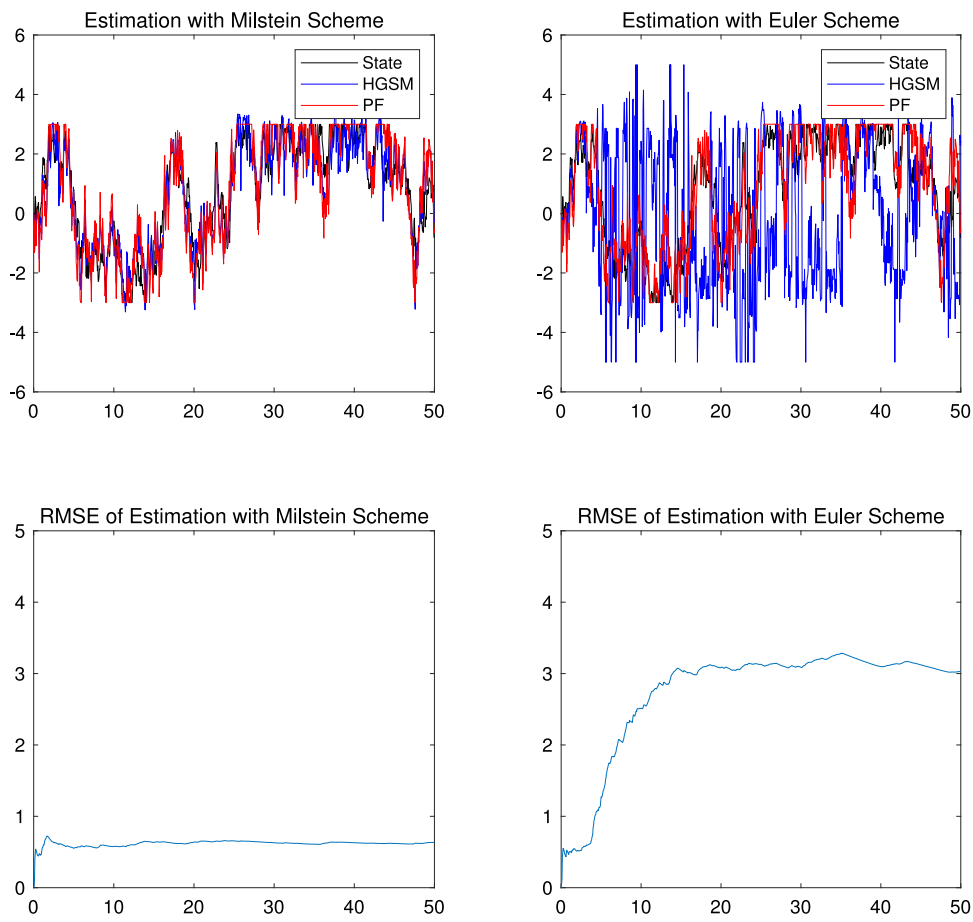 Estimation with Milstein Scheme
6
4
2
0
-2
-4
-6
0 10 20 30 40 50
State
HGSM
PF
Estimation with Euler Scheme
6
4
2
0
-2
-4
-6
0 10 20 30 40 50
State
HGSM
PF
RMSE of Estimation with Milstein Scheme
5
4
3
2
1
0
0 10 20 30 40 50
RMSE of Estimation with Euler Scheme
5
4
3
2
1
0
0 10 20 30 40 50